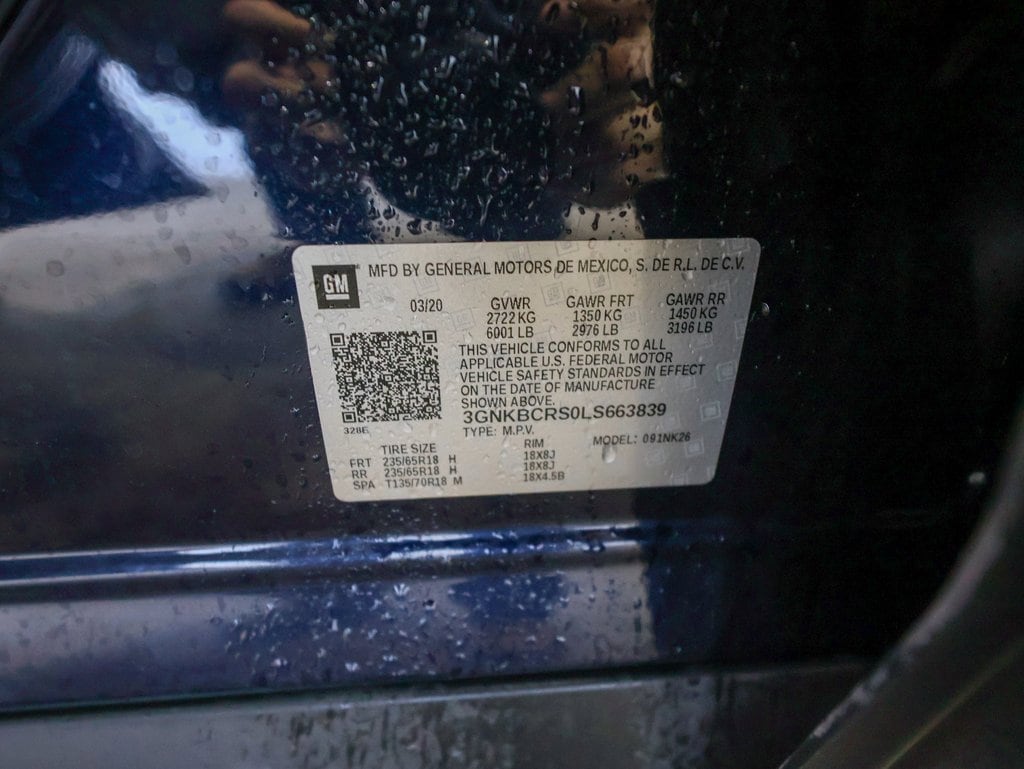 GM
MFD BY GENERAL MOTORS DE MEXICO, S. DE R.L. DE C.V.
03/20 GVWR GAWR FRT GAWR RR
2722 KG 1350 KG 1450 KG
6001 LB 2976 LB 3196 LB
THIS VEHICLE CONFORMS TO ALL
APPLICABLE U.S. FEDERAL MOTOR
VEHICLE SAFETY STANDARDS IN EFFECT
ON THE DATE OF MANUFACTURE
SHOWN ABOVE.
3GNKBCRS0LS663839
328E
TYPE: M.P.V. MODEL: 091NK26
TIRE SIZE RIM
FRT 235/65R18 H 18X8J
RR 235/65R18 H 18X8J
SPA T135/70R18 M 18X4.5B